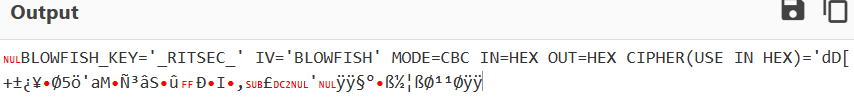 Output
NULBLOWFISH_KEY='_RITSEC_' IV='BLOWFISH' MODE=CBC IN=HEX OUT=HEX CIPHER(USE IN HEX)='dD[
+±¿¥•Ø5ö'aM•Ñ³âS•ûFFÐ•I•,SUB£DC2NUL'NULÿÿ§º•ß½¦ßØ¹¹Øÿÿ